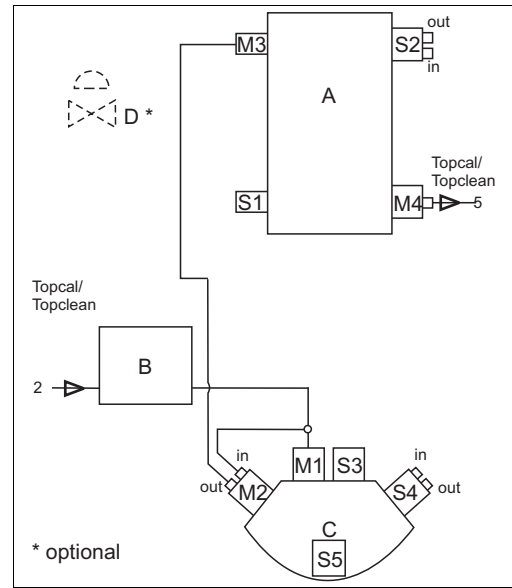 out
M3
S2
in
A
D *
Topcal/
Topclean
S1
M4
5
Topcal/
Topclean
B
2
in
M1
S3
in
out
M2
S4
out
C
S5
* optional